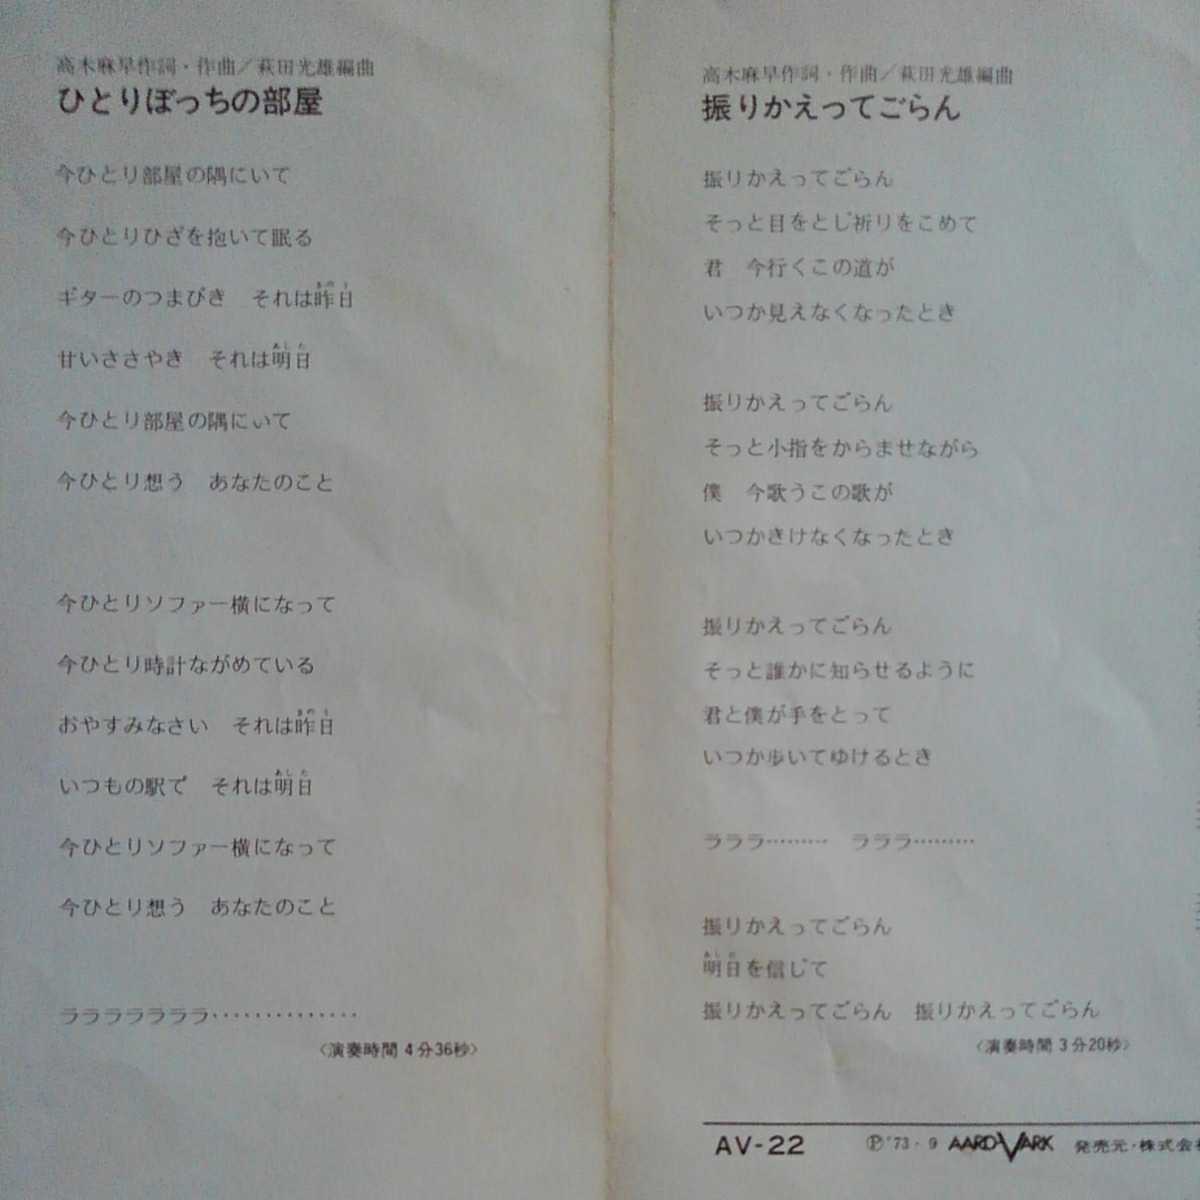 高木麻早作詞・作曲／萩田光雄編曲
ひとりぼっちの部屋
今ひとり部屋の隅にいて
今ひとりひざを抱いて眠る
ギターのつまびき　それは昨日
甘いささやき　それは明日
今ひとり部屋の隅にいて
今ひとり想う　あなたのこと
今ひとりソファー横になって
今ひとり時計ながめている
おやすみなさい　それは昨日
いつもの駅で　それは明日
今ひとりソファー横になって
今ひとり想う　あなたのこと
ララララララララ‥‥‥‥‥‥‥
〈演奏時間 4分36秒〉
高木麻早作詞・作曲／萩田光雄編曲
振りかえってごらん
振りかえってごらん
そっと目をとじ祈りをこめて
君　今行くこの道が
いつか見えなくなったとき
振りかえってごらん
そっと小指をからませながら
僕　今歌うこの歌が
いつかきけなくなったとき
振りかえってごらん
そっと誰かに知らせるように
君と僕が手をとって
いつか歩いてゆけるとき
ラララ………　ラララ………
振りかえってごらん
明日を信じて
振りかえってごらん　振りかえってごらん
〈演奏時間 3分20秒〉
AV-22　Ⓟ'73・9 AARDVARK 発売元・株式会社